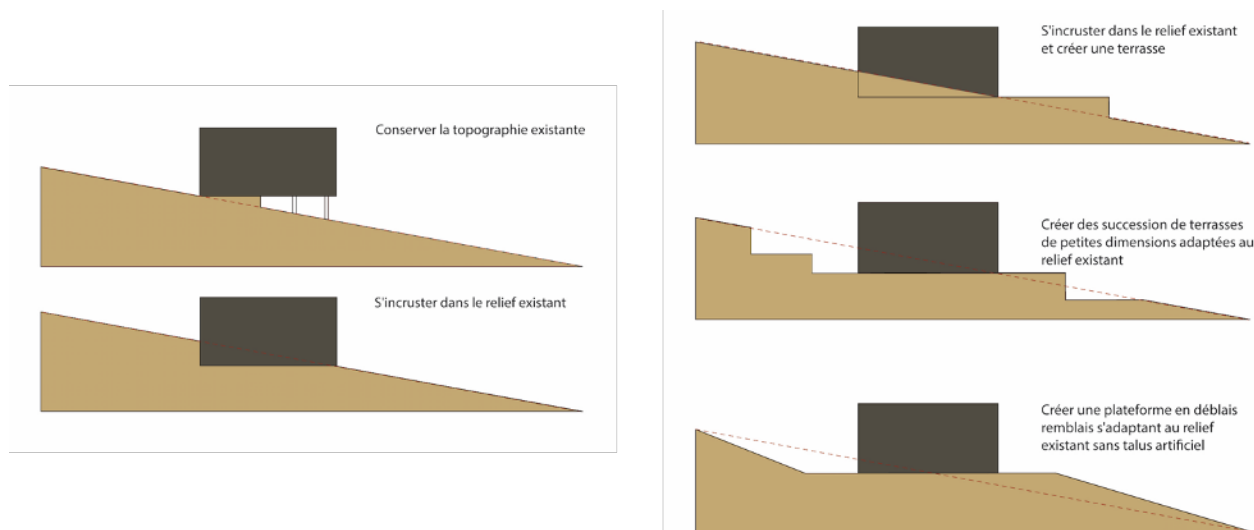 Conserver la topographie existante
S'incruster dans le relief existant
S'incruster dans le relief existant
et créer une terrasse
Créer des succession de terrasses
de petites dimensions adaptées au
relief existant
Créer une plateforme en déblais
remblais s'adaptant au relief
existant sans talus artificiel